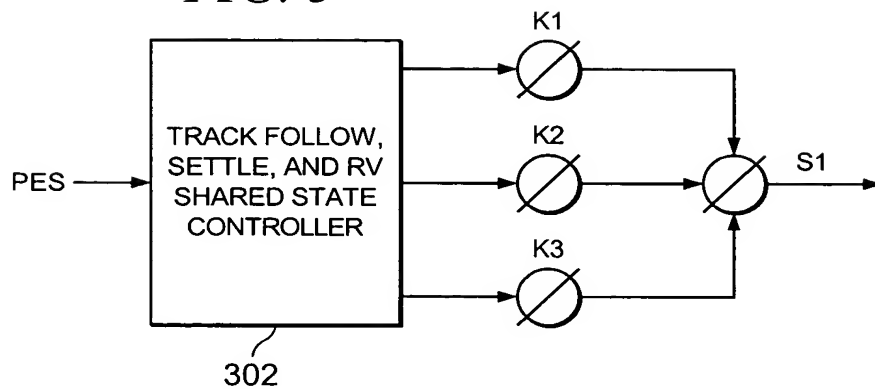 K1
TRACK FOLLOW,
SETTLE, AND RV
SHARED STATE
CONTROLLER
PES
K2
S1
K3
302